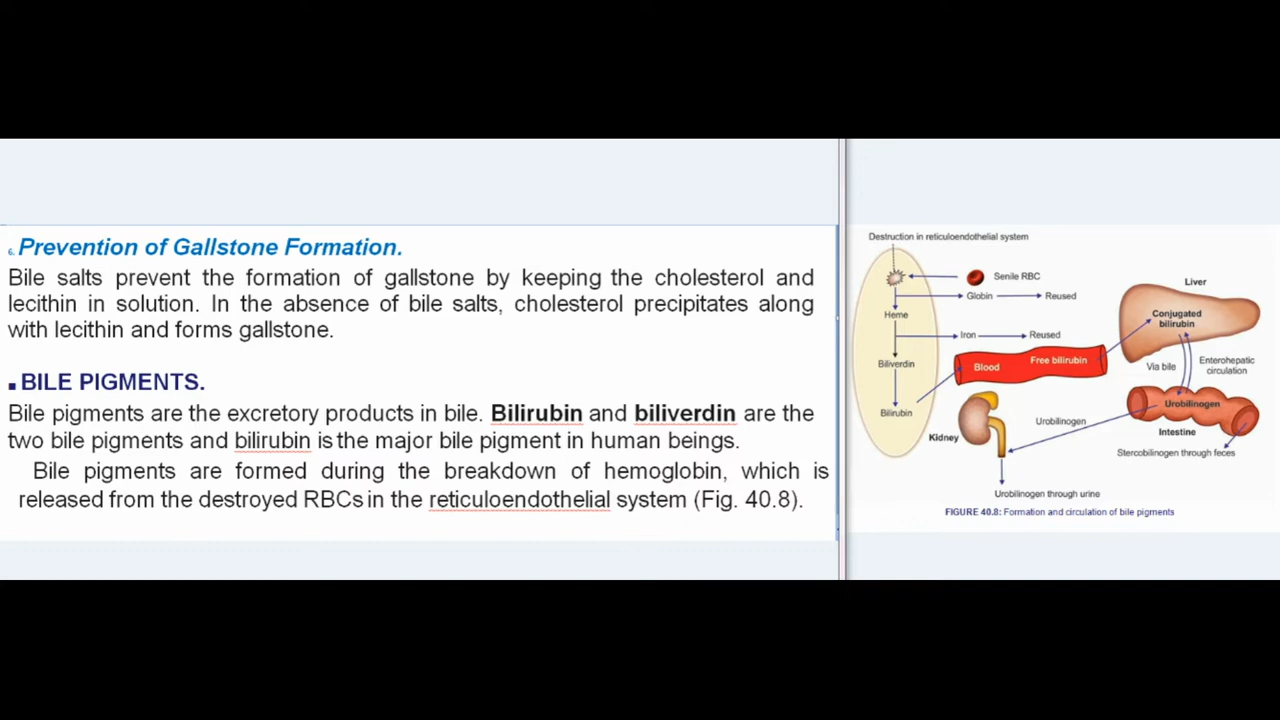 6. Prevention of Gallstone Formation.
Bile salts prevent the formation of gallstone by keeping the cholesterol and
lecithin in solution. In the absence of bile salts, cholesterol precipitates along
with lecithin and forms gallstone.
▪ BILE PIGMENTS.
Bile pigments are the excretory products in bile. Bilirubin and biliverdin are the
two bile pigments and bilirubin is the major bile pigment in human beings.
Bile pigments are formed during the breakdown of hemoglobin, which is
released from the destroyed RBCs in the reticuloendothelial system (Fig. 40.8).
Destruction in reticuloendothelial system
Senile RBC
Globin
Reused
Heme
Iron
Reused
Biliverdin
Bilirubin
Blood
Free bilirubin
Liver
Conjugated
bilirubin
Via bile
Enterohepatic
circulation
Urobilinogen
Intestine
Stercobilinogen through feces
Urobilinogen
Kidney
Urobilinogen through urine
FIGURE 40.8: Formation and circulation of bile pigments